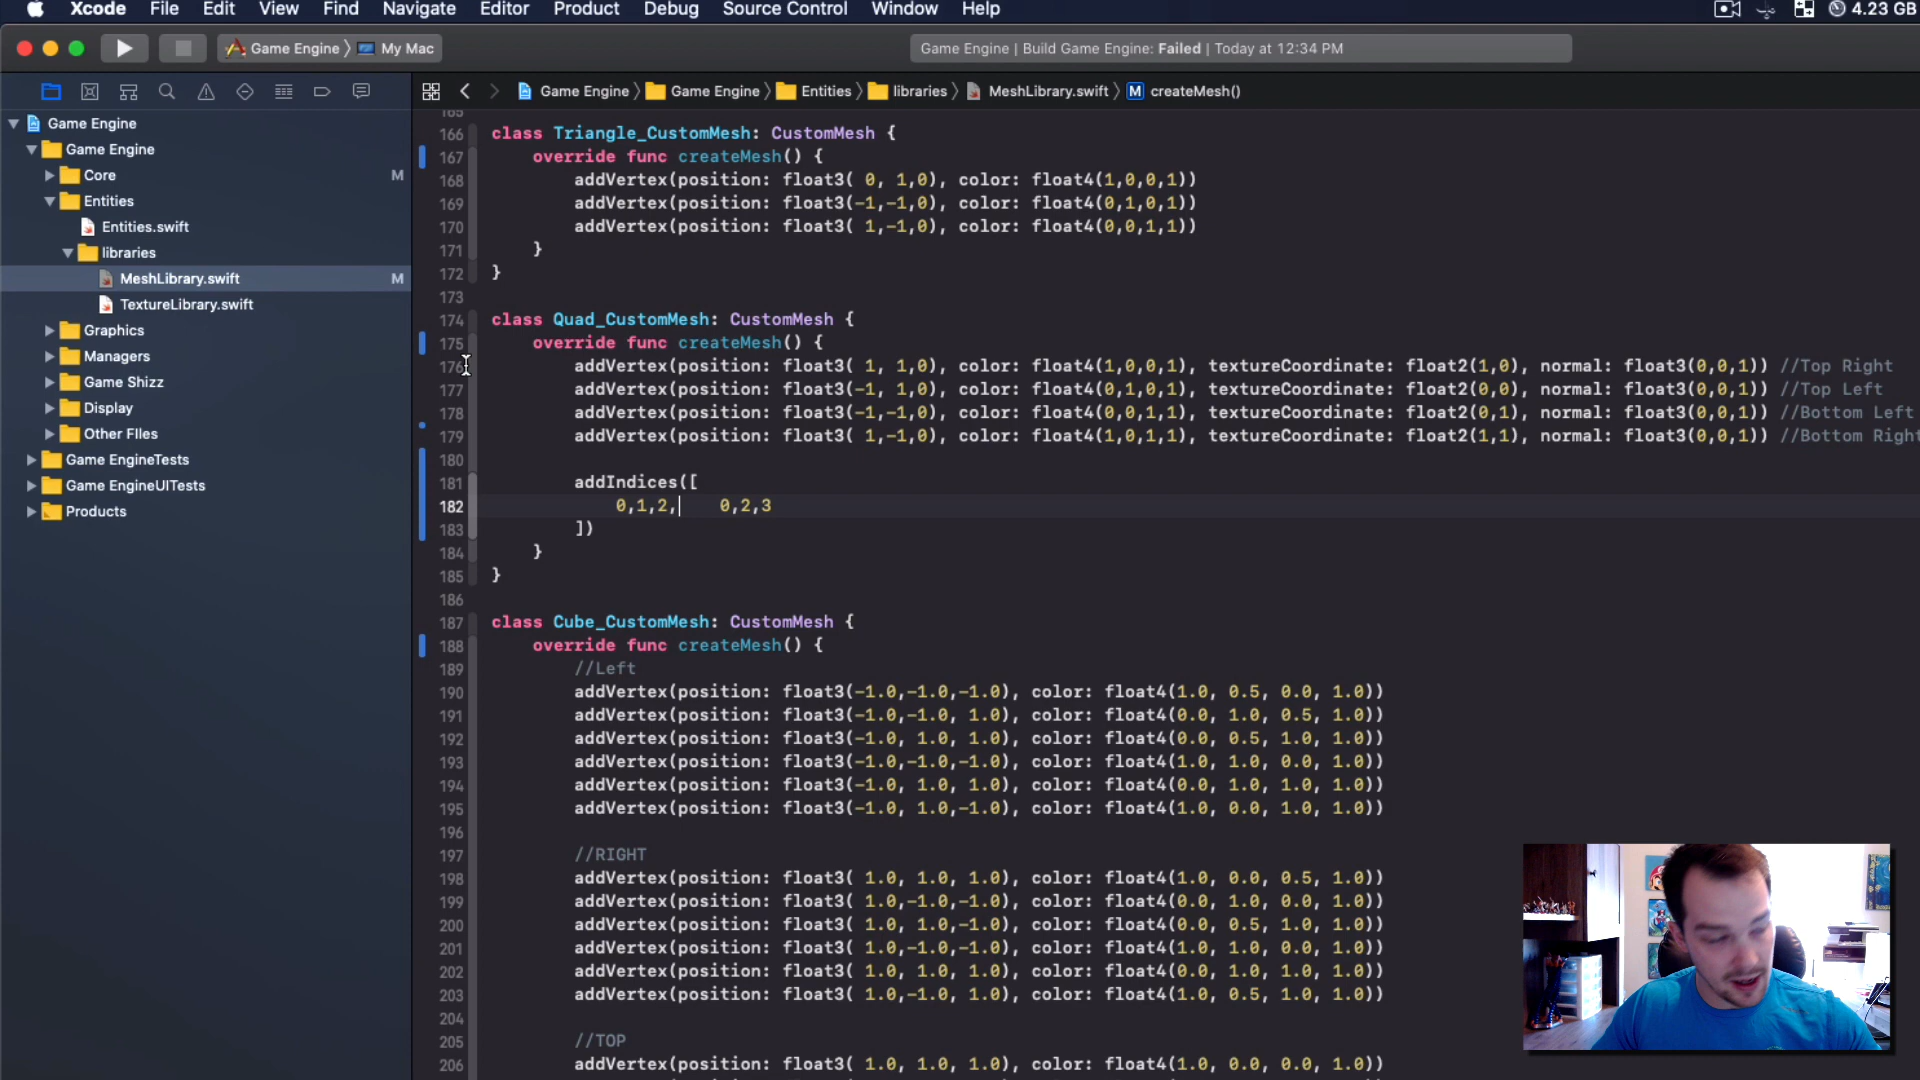 Xcode File Edit View Find Navigate Editor Product Debug Source Control Window Help 4.23 GB
Game Engine My Mac Game Engine | Build Game Engine: Failed | Today at 12:34 PM
Game Engine Game Engine Entities libraries MeshLibrary.swift M createMesh()
Game Engine
Game Engine
Core M
Entities
Entities.swift
libraries
MeshLibrary.swift M
TextureLibrary.swift
Graphics
Managers
Game Shizz
Display
Other FIles
Game EngineTests
Game EngineUITests
Products
165
166 class Triangle_CustomMesh: CustomMesh {
167 override func createMesh() {
168 addVertex(position: float3( 0, 1,0), color: float4(1,0,0,1))
169 addVertex(position: float3(-1,-1,0), color: float4(0,1,0,1))
170 addVertex(position: float3( 1,-1,0), color: float4(0,0,1,1))
171 }
172 }
173
174 class Quad_CustomMesh: CustomMesh {
175 override func createMesh() {
176 addVertex(position: float3( 1, 1,0), color: float4(1,0,0,1), textureCoordinate: float2(1,0), normal: float3(0,0,1)) //Top Right
177 addVertex(position: float3(-1, 1,0), color: float4(0,1,0,1), textureCoordinate: float2(0,0), normal: float3(0,0,1)) //Top Left
178 addVertex(position: float3(-1,-1,0), color: float4(0,0,1,1), textureCoordinate: float2(0,1), normal: float3(0,0,1)) //Bottom Left
179 addVertex(position: float3( 1,-1,0), color: float4(1,0,1,1), textureCoordinate: float2(1,1), normal: float3(0,0,1)) //Bottom Right
180
181 addIndices([
182 0,1,2, 0,2,3
183 ])
184 }
185 }
186
187 class Cube_CustomMesh: CustomMesh {
188 override func createMesh() {
189 //Left
190 addVertex(position: float3(-1.0,-1.0,-1.0), color: float4(1.0, 0.5, 0.0, 1.0))
191 addVertex(position: float3(-1.0,-1.0, 1.0), color: float4(0.0, 1.0, 0.5, 1.0))
192 addVertex(position: float3(-1.0, 1.0, 1.0), color: float4(0.0, 0.5, 1.0, 1.0))
193 addVertex(position: float3(-1.0,-1.0,-1.0), color: float4(1.0, 1.0, 0.0, 1.0))
194 addVertex(position: float3(-1.0, 1.0, 1.0), color: float4(0.0, 1.0, 1.0, 1.0))
195 addVertex(position: float3(-1.0, 1.0,-1.0), color: float4(1.0, 0.0, 1.0, 1.0))
196
197 //RIGHT
198 addVertex(position: float3( 1.0, 1.0, 1.0), color: float4(1.0, 0.0, 0.5, 1.0))
199 addVertex(position: float3( 1.0,-1.0,-1.0), color: float4(0.0, 1.0, 0.0, 1.0))
200 addVertex(position: float3( 1.0, 1.0,-1.0), color: float4(0.0, 0.5, 1.0, 1.0))
201 addVertex(position: float3( 1.0,-1.0,-1.0), color: float4(1.0, 1.0, 0.0, 1.0))
202 addVertex(position: float3( 1.0, 1.0, 1.0), color: float4(0.0, 1.0, 1.0, 1.0))
203 addVertex(position: float3( 1.0,-1.0, 1.0), color: float4(1.0, 0.5, 1.0, 1.0))
204
205 //TOP
206 addVertex(position: float3( 1.0, 1.0, 1.0), color: float4(1.0, 0.0, 0.0, 1.0))